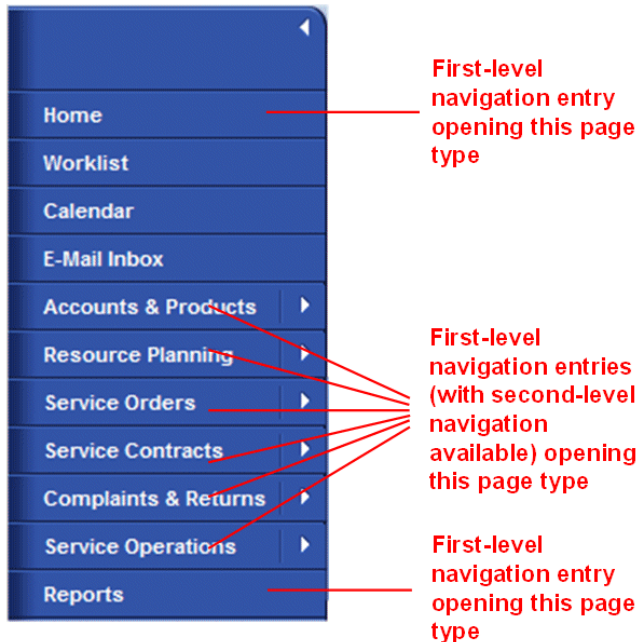 Home
Worklist
Calendar
E-Mail Inbox
Accounts & Products
Resource Planning
Service Orders
Service Contracts
Complaints & Returns
Service Operations
Reports
First-level
navigation entry
opening this page
type
First-level
navigation entries
(with second-level
navigation
available) opening
this page type
First-level
navigation entry
opening this page
type